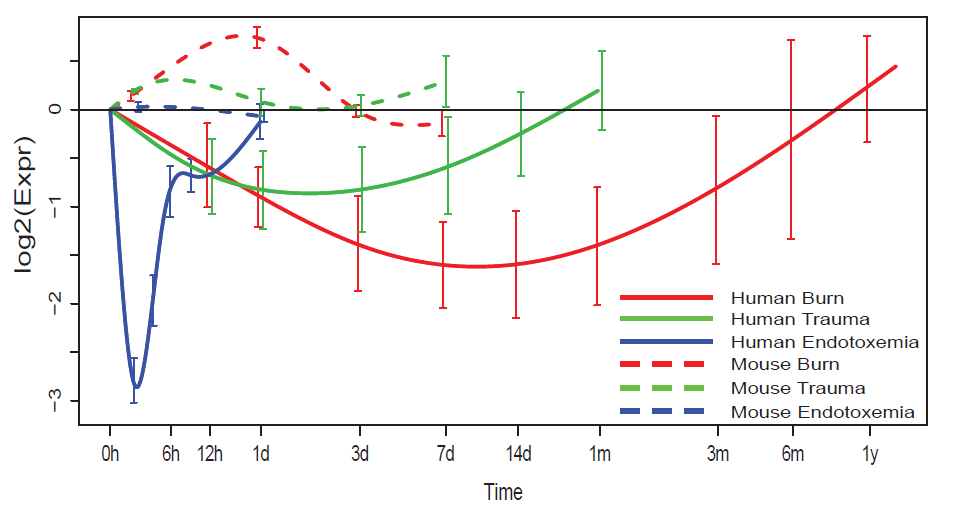 log2(Expr)
0
−1
−2
−3
Human Burn
Human Trauma
Human Endotoxemia
Mouse Burn
Mouse Trauma
Mouse Endotoxemia
0h 6h 12h 1d 3d 7d 14d 1m 3m 6m 1y
Time